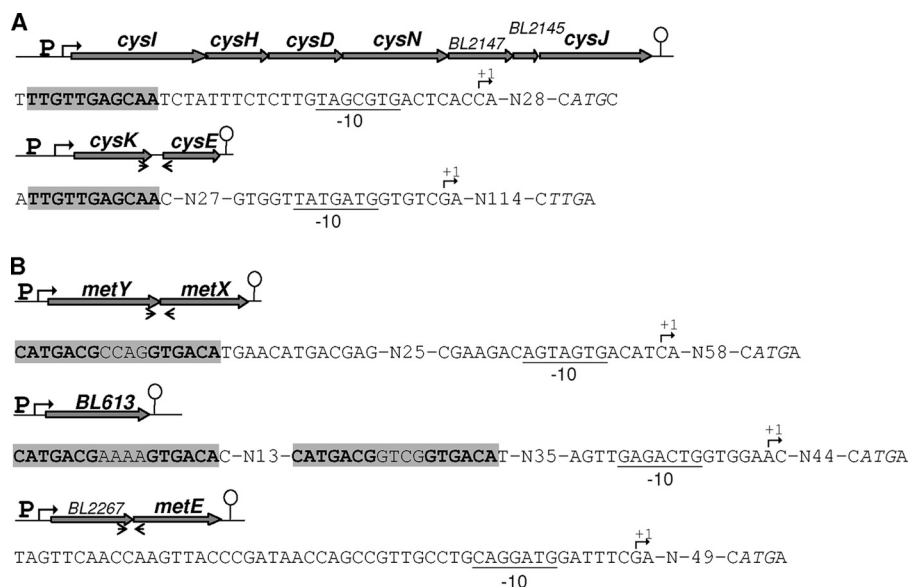 A
P cysI cysH cysD cysN BL2147 BL2145 cysJ
+1
TTTGTTGAGCAATCTATTTCTCTTGTAGCGTGACTCACCA-N28-CATGC
-10
P cysK cysE
+1
ATTGTTGAGCAAC-N27-GTGGTTATGATGGTGTCGA-N114-CTTGA
-10
B
P metY metX
+1
CATGACGCCAGGTGACATGAACATGACGAG-N25-CGAAGACAGTAGTGACATCA-N58-CATGA
-10
P BL613
+1
CATGACGAAAAGTGACAC-N13-CATGACGGTCGGTGACAT-N35-AGTTGAGACTGGTGGAAC-N44-CATGA
-10
P BL2267 metE
+1
TAGTTCAACCAAGTTACCCGATAACCAGCCGTTGCCTGCAGGATGGATTTCGA-N-49-CATGA
-10